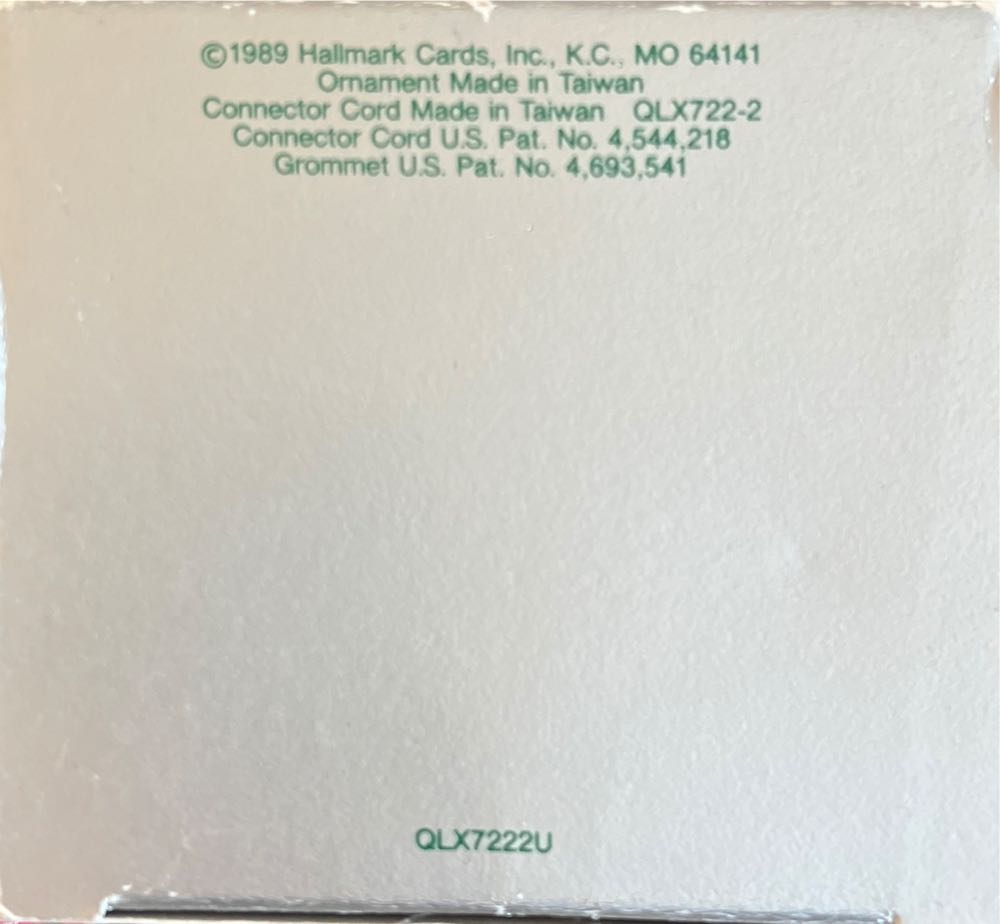 ©1989 Hallmark Cards, Inc., K.C., MO 64141
Ornament Made in Taiwan
Connector Cord Made in Taiwan QLX722-2
Connector Cord U.S. Pat. No. 4,544,218
Grommet U.S. Pat. No. 4,693,541
QLX7222U